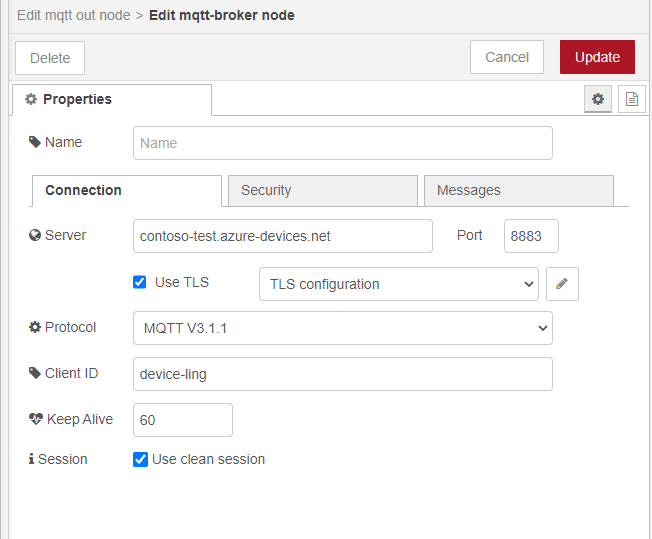 Edit mqtt out node > Edit mqtt-broker node
Delete Cancel Update
Properties
Name Name
Connection Security Messages
Server contoso-test.azure-devices.net Port 8883
Use TLS TLS configuration
Protocol MQTT V3.1.1
Client ID device-ling
Keep Alive 60
Session Use clean session